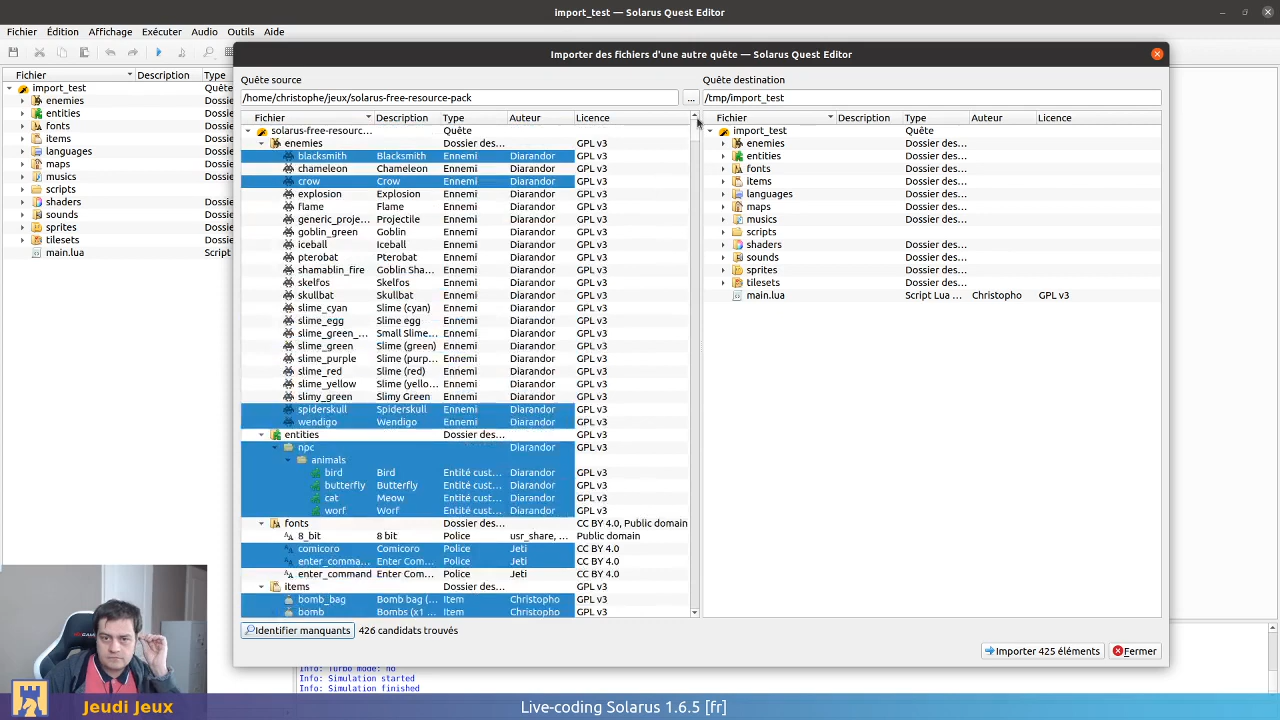 import_test — Solarus Quest Editor
Fichier Édition Affichage Exécuter Audio Outils Aide
Importer des fichiers d'une autre quête — Solarus Quest Editor
Fichier Description Type
import_test Quête
enemies Dossie
entities Dossie
fonts Dossie
items Dossie
languages Dossie
maps Dossie
musics Dossie
scripts
shaders Dossie
sounds Dossie
sprites Dossie
tilesets Dossie
main.lua Script
Quête source
/home/christophe/jeux/solarus-free-resource-pack ...
Fichier Description Type Auteur Licence
solarus-free-resourc... Quête
enemies Dossier des... GPL v3
blacksmith Blacksmith Ennemi Diarandor GPL v3
chameleon Chameleon Ennemi Diarandor GPL v3
crow Crow Ennemi Diarandor GPL v3
explosion Explosion Ennemi Diarandor GPL v3
flame Flame Ennemi Diarandor GPL v3
generic_proje... Projectile Ennemi Diarandor GPL v3
goblin_green Goblin Ennemi Diarandor GPL v3
iceball Iceball Ennemi Diarandor GPL v3
pterobat Pterobat Ennemi Diarandor GPL v3
shamablin_fire Goblin Sha... Ennemi Diarandor GPL v3
skelfos Skelfos Ennemi Diarandor GPL v3
skullbat Skullbat Ennemi Diarandor GPL v3
slime_cyan Slime (cyan) Ennemi Diarandor GPL v3
slime_egg Slime egg Ennemi Diarandor GPL v3
slime_green_... Small Slime... Ennemi Diarandor GPL v3
slime_green Slime (green) Ennemi Diarandor GPL v3
slime_purple Slime (purp... Ennemi Diarandor GPL v3
slime_red Slime (red) Ennemi Diarandor GPL v3
slime_yellow Slime (yello... Ennemi Diarandor GPL v3
slimy_green Slimy Green Ennemi Diarandor GPL v3
spiderskull Spiderskull Ennemi Diarandor GPL v3
wendigo Wendigo Ennemi Diarandor GPL v3
entities Dossier des... GPL v3
npc Diarandor GPL v3
animals
bird Bird Entité cust... Diarandor GPL v3
butterfly Butterfly Entité cust... Diarandor GPL v3
cat Meow Entité cust... Diarandor GPL v3
worf Worf Entité cust... Diarandor GPL v3
fonts Dossier des... CC BY 4.0, Public domain
8_bit 8 bit Police usr_share, ... Public domain
comicoro Comicoro Police Jeti CC BY 4.0
enter_comma... Enter Com... Police Jeti CC BY 4.0
enter_command Enter Com... Police Jeti CC BY 4.0
items Dossier des... GPL v3
bomb_bag Bomb bag (... Item Christopho GPL v3
bomb Bombs (x1 ... Item Christopho GPL v3
Identifier manquants 426 candidats trouvés
Quête destination
/tmp/import_test
Fichier Description Type Auteur Licence
import_test Quête
enemies Dossier des...
entities Dossier des...
fonts Dossier des...
items Dossier des...
languages Dossier des...
maps Dossier des...
musics Dossier des...
scripts
shaders Dossier des...
sounds Dossier des...
sprites Dossier des...
tilesets Dossier des...
main.lua Script Lua ... Christopho GPL v3
Importer 425 éléments Fermer
Info: Turbo mode: no
Info: Simulation started
Info: Simulation finished
Jeudi Jeux
Live-coding Solarus 1.6.5 [fr]